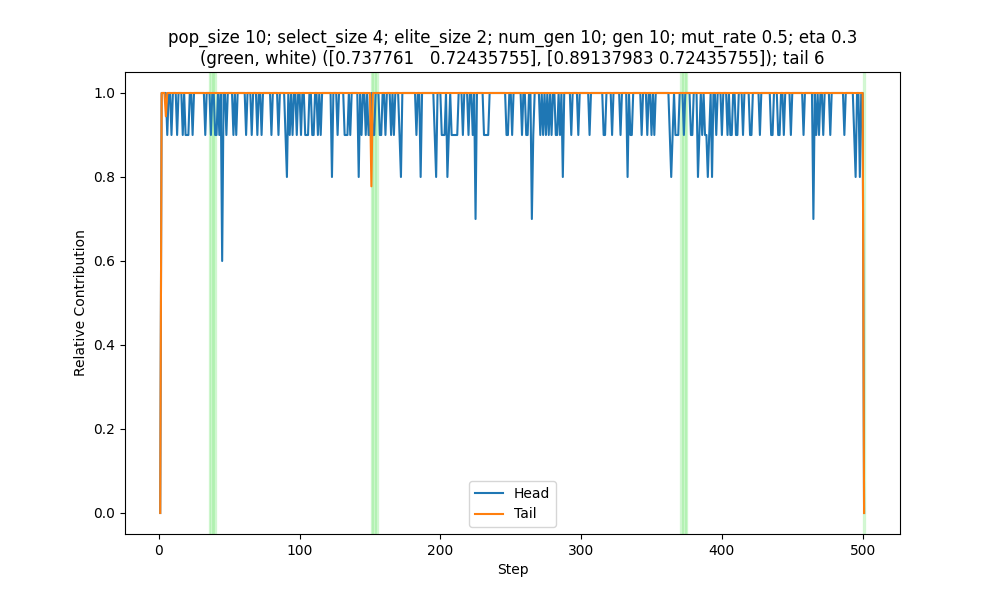 pop_size 10; select_size 4; elite_size 2; num_gen 10; gen 10; mut_rate 0.5; eta 0.3
(green, white) ([0.737761   0.72435755], [0.89137983 0.72435755]); tail 6
1.0
0.8
0.6
0.4
0.2
0.0
Relative Contribution
Head
Tail
0
100
200
300
400
500
Step